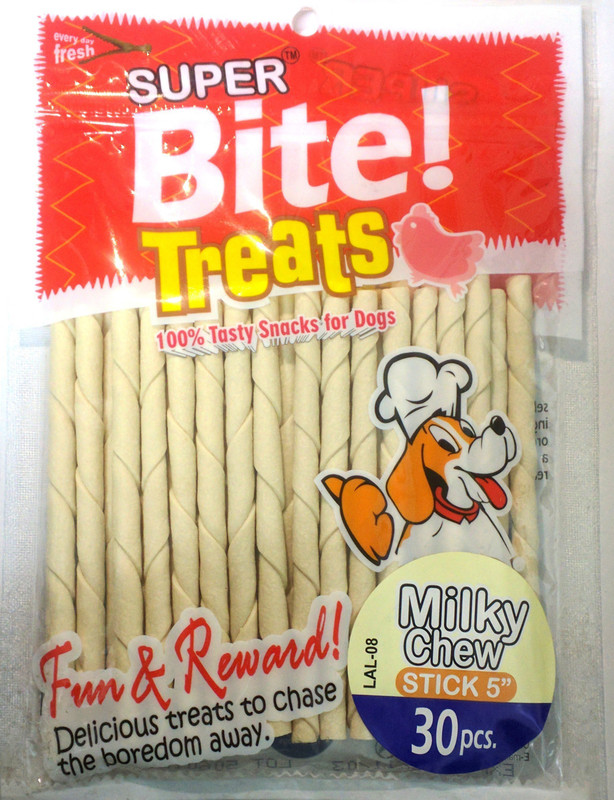 every day
fresh
SUPER™
Bite!
Treats
100% Tasty Snacks for Dogs
Fun & Reward!
Delicious treats to chase
the boredom away.
LAL-08
Milky
Chew
STICK 5”
30pcs.